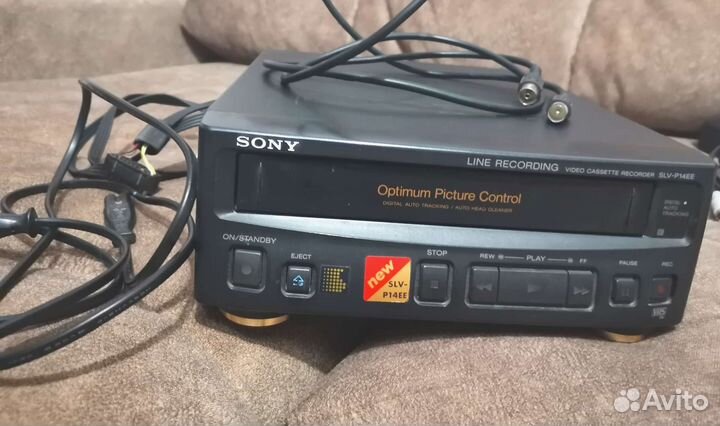 SONY
LINE RECORDING VIDEO CASSETTE RECORDER SLV-P14EE
Optimum Picture Control
DIGITAL AUTO TRACKING / AUTO HEAD CLEANER
DIGITAL
AUTO
TRACKING
ON/STANDBY
EJECT
new
SLV-
P14EE
STOP
REW
PLAY
FF
PAUSE
REC
VHS
Avito